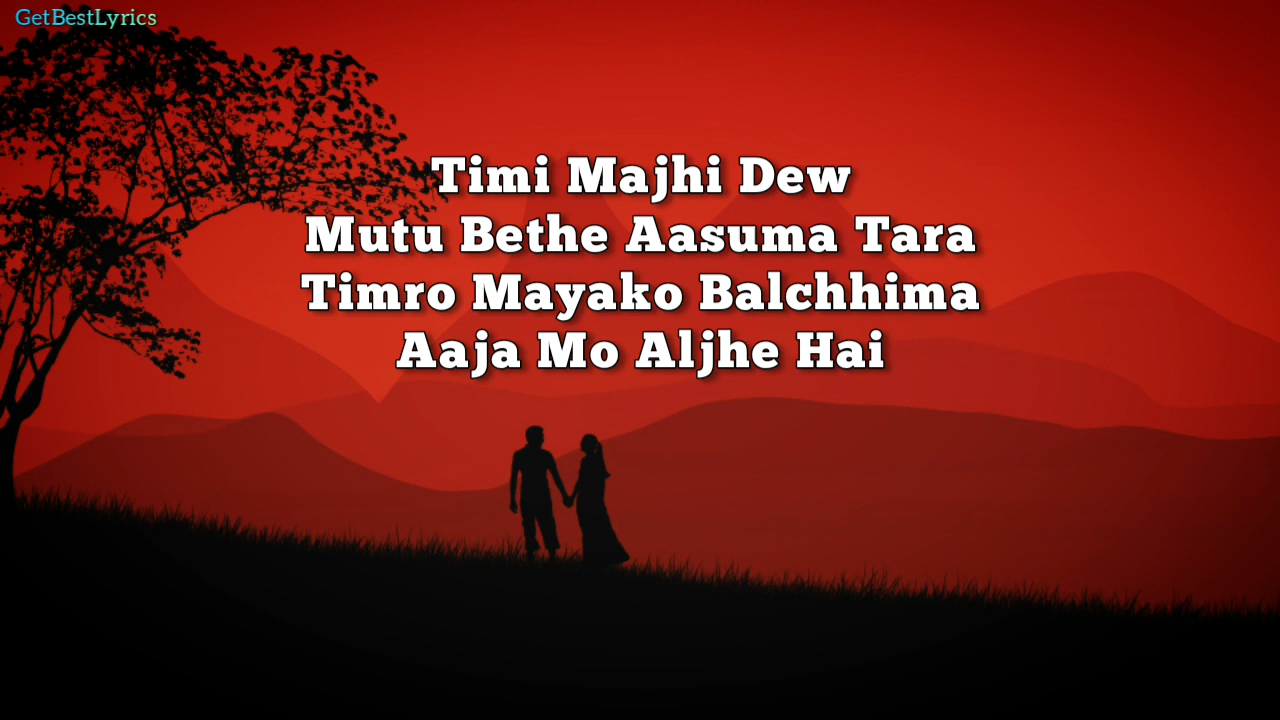 GetBestLyrics
Timi Majhi Dew
Mutu Bethe Aasuma Tara
Timro Mayako Balchhima
Aaja Mo Aljhe Hai